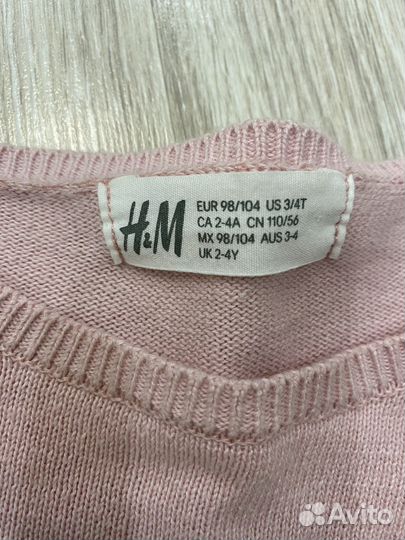 H&M
EUR 98/104 US 3/4T
CA 2-4A CN 110/56
MX 98/104 AUS 3-4
UK 2-4Y
Avito